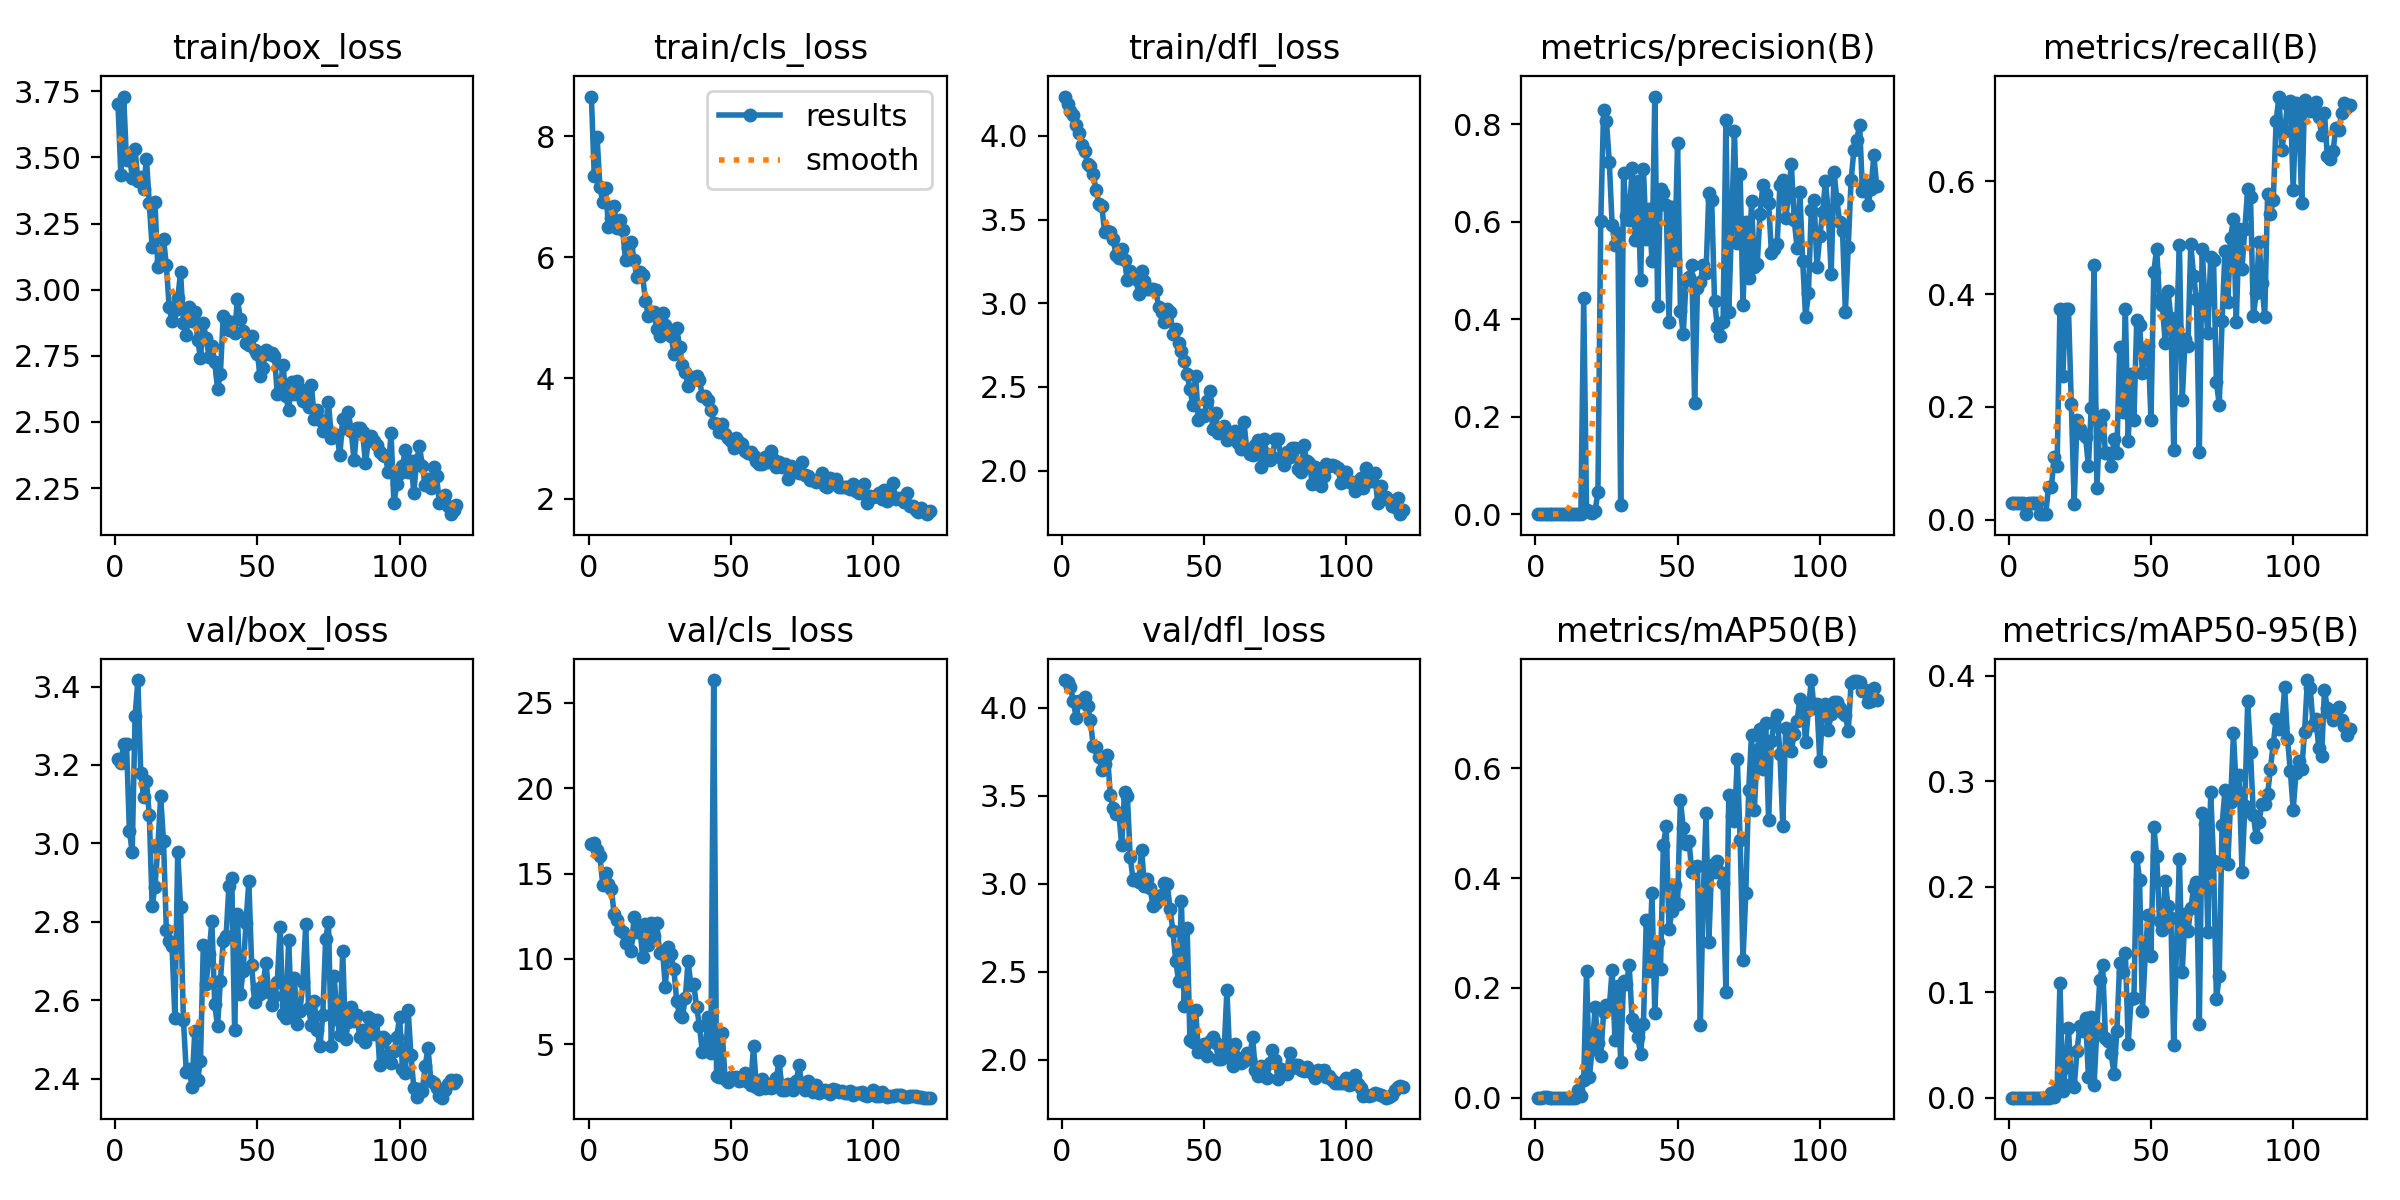 train/box_loss
3.75
3.50
3.25
3.00
2.75
2.50
2.25
0 50 100
train/cls_loss
results
smooth
8
6
4
2
0 50 100
train/dfl_loss
4.0
3.5
3.0
2.5
2.0
0 50 100
metrics/precision(B)
0.8
0.6
0.4
0.2
0.0
0 50 100
metrics/recall(B)
0.6
0.4
0.2
0.0
0 50 100
val/box_loss
3.4
3.2
3.0
2.8
2.6
2.4
0 50 100
val/cls_loss
25
20
15
10
5
0 50 100
val/dfl_loss
4.0
3.5
3.0
2.5
2.0
0 50 100
metrics/mAP50(B)
0.6
0.4
0.2
0.0
0 50 100
metrics/mAP50-95(B)
0.4
0.3
0.2
0.1
0.0
0 50 100